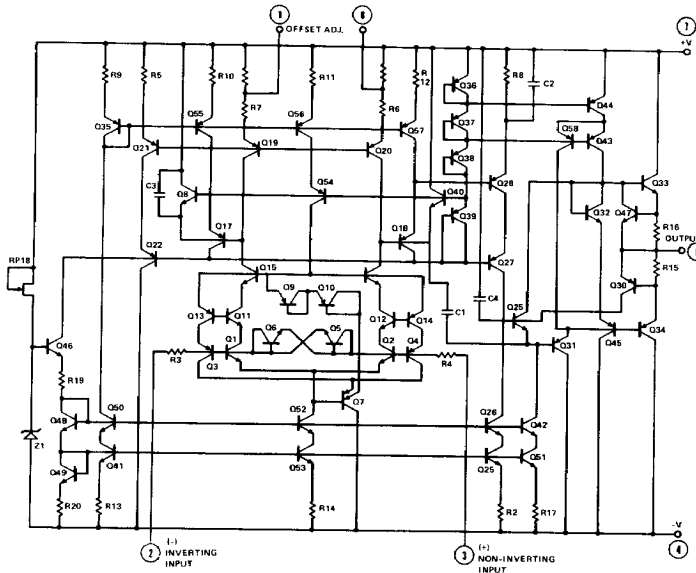 1
8
OFFSET ADJ.
7
+V
R9
R5
R10
R11
R
12
Q36
R8
C2
R7
R6
Q44
Q35
Q55
Q56
Q57
Q37
Q58
Q43
Q21
Q19
Q20
Q38
C3
Q8
Q54
Q40
Q28
Q33
Q32
Q47
Q39
R16
OUTPUT
Q17
Q18
Q22
Q27
R15
RP18
Q15
Q9
Q10
C4
Q30
C1
Q25
Q13
Q11
Q12
Q14
Q6
Q5
Q46
Q1
Q2
Q4
Q31
Q45
Q34
R3
Q3
R4
R19
Q7
Q48
Q50
Q52
Q26
Q42
Z1
Q49
Q41
Q53
Q25
Q51
R20
R13
R14
R2
R17
-V
4
2
(-)
INVERTING
INPUT
3
(+)
NON-INVERTING
INPUT